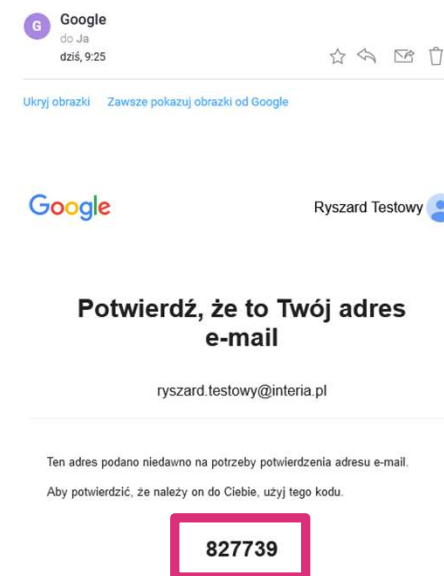 G
Google
do Ja
dziś, 9:25
Ukryj obrazki Zawsze pokazuj obrazki od Google
Google
Ryszard Testowy
Potwierdź, że to Twój adres
e-mail
ryszard.testowy@interia.pl
Ten adres podano niedawno na potrzeby potwierdzenia adresu e-mail.
Aby potwierdzić, że należy on do Ciebie, użyj tego kodu.
827739